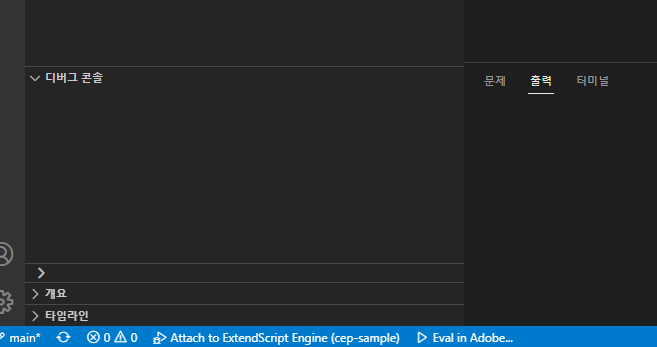 디버그 콘솔
문제 출력 터미널
개요
타임라인
main* 0 0 Attach to ExtendScript Engine (cep-sample) Eval in Adobe...